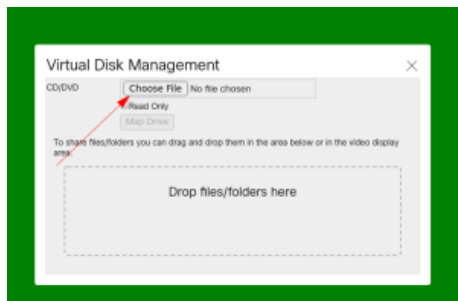 Virtual Disk Management
CD/DVD Choose File No file chosen
Read Only
Map Drive
To share files/folders you can drag and drop them in the area below or in the video display
area.
Drop files/folders here